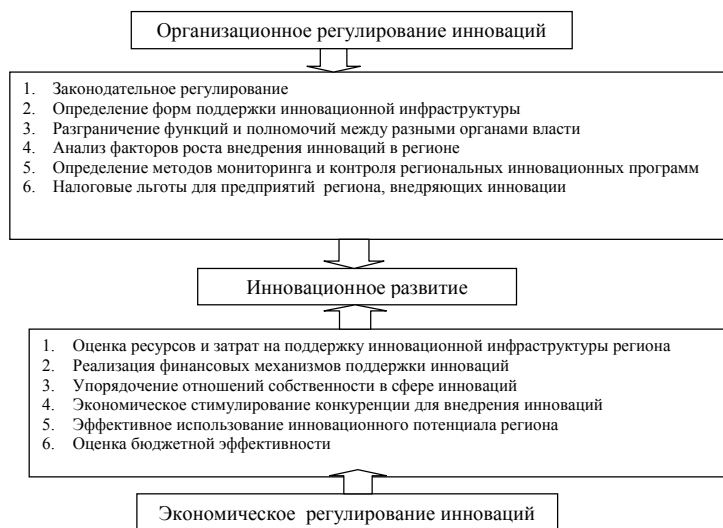 Организационное регулирование инноваций
1. Законодательное регулирование
2. Определение форм поддержки инновационной инфраструктуры
3. Разграничение функций и полномочий между разными органами власти
4. Анализ факторов роста внедрения инноваций в регионе
5. Определение методов мониторинга и контроля региональных инновационных программ
6. Налоговые льготы для предприятий региона, внедряющих инновации
Инновационное развитие
1. Оценка ресурсов и затрат на поддержку инновационной инфраструктуры региона
2. Реализация финансовых механизмов поддержки инноваций
3. Упорядочение отношений собственности в сфере инноваций
4. Экономическое стимулирование конкуренции для внедрения инноваций
5. Эффективное использование инновационного потенциала региона
6. Оценка бюджетной эффективности
Экономическое регулирование инноваций